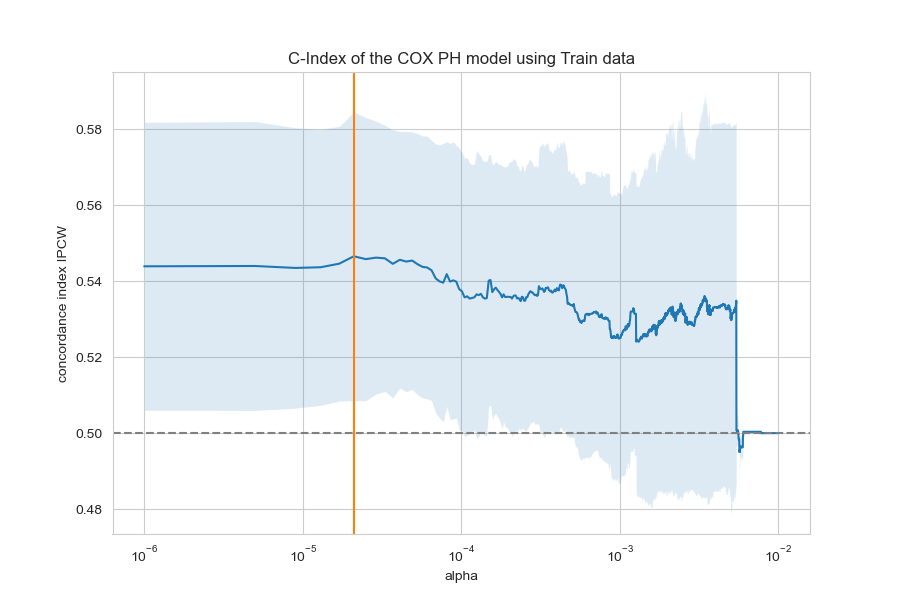 C-Index of the COX PH model using Train data
concordance index IPCW
0.58
0.56
0.54
0.52
0.50
0.48
10⁻⁶ 10⁻⁵ 10⁻⁴ 10⁻³ 10⁻²
alpha